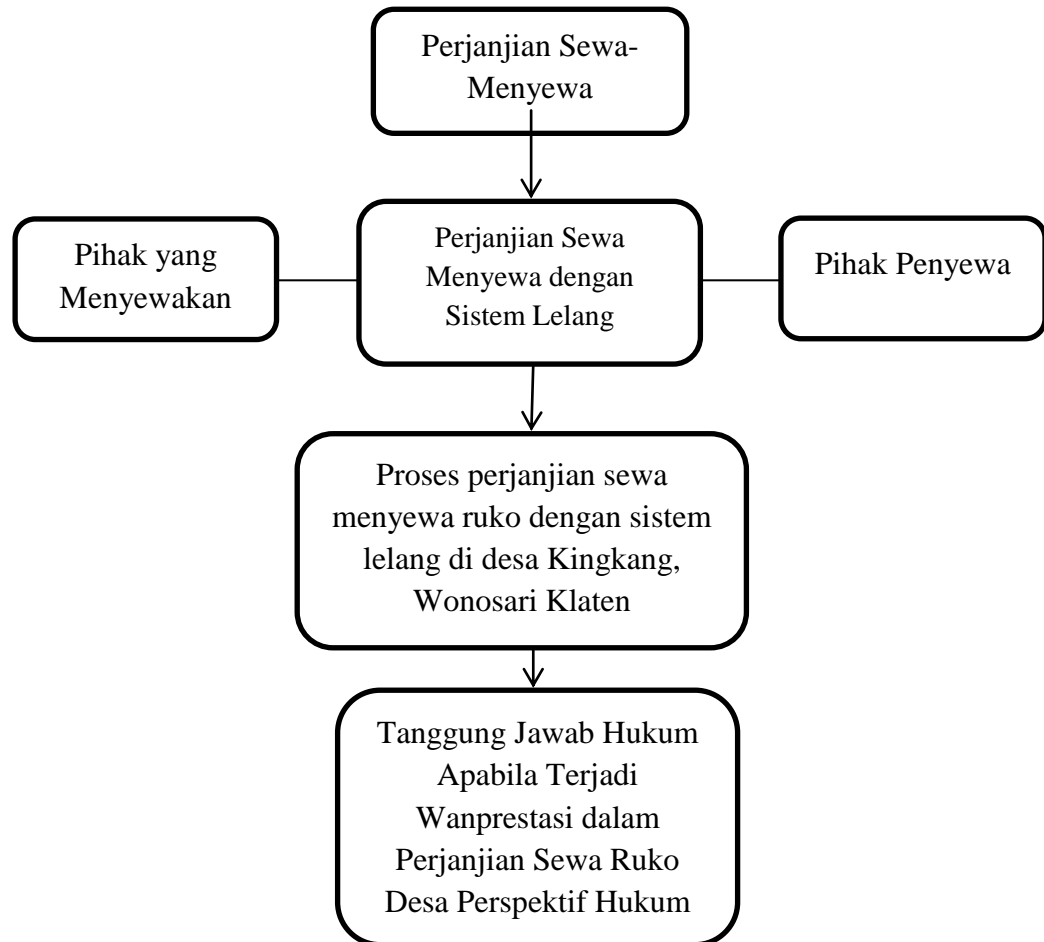 Perjanjian Sewa-
Menyewa
Pihak yang
Menyewakan
Perjanjian Sewa
Menyewa dengan
Sistem Lelang
Pihak Penyewa
Proses perjanjian sewa
menyewa ruko dengan sistem
lelang di desa Kingkang,
Wonosari Klaten
Tanggung Jawab Hukum
Apabila Terjadi
Wanprestasi dalam
Perjanjian Sewa Ruko
Desa Perspektif Hukum